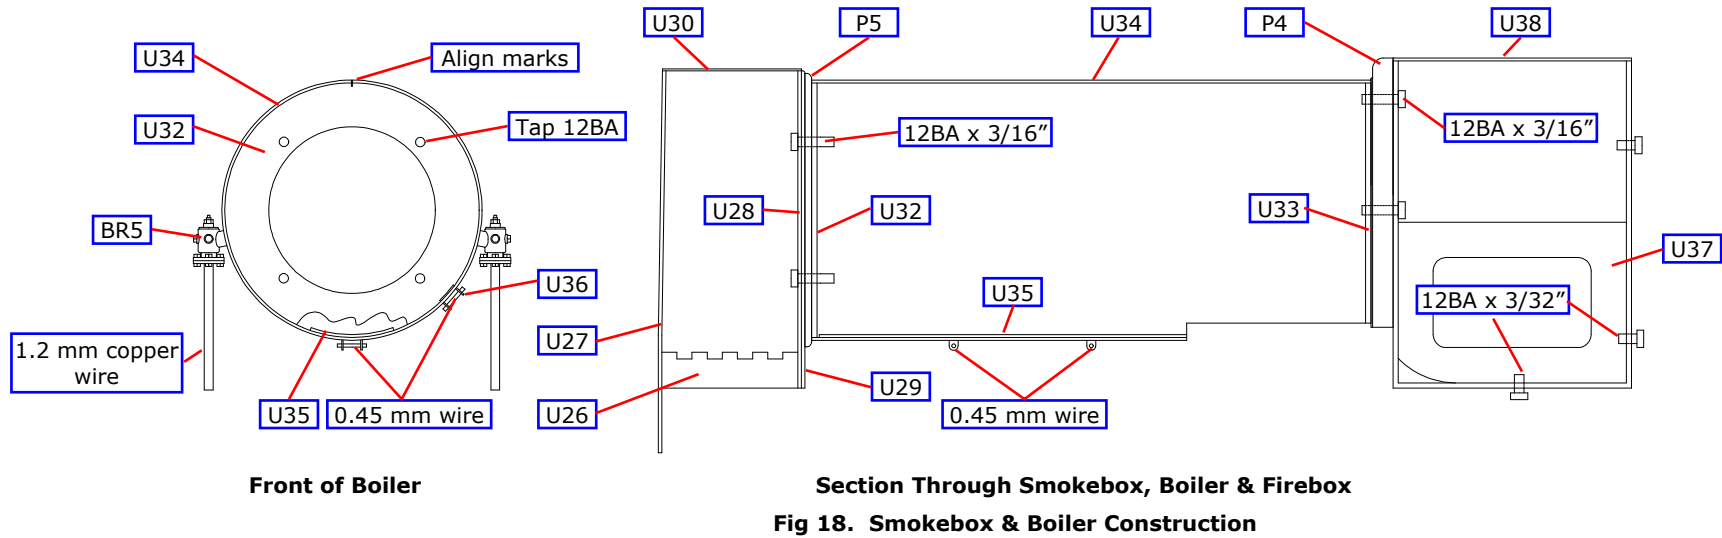 U30
P5
U34
P4
U38
U34
Align marks
U32
Tap 12BA
12BA x 3/16”
12BA x 3/16”
BR5
U28
U32
U33
U37
U36
U35
12BA x 3/32”
1.2 mm copper
wire
U27
U35
0.45 mm wire
U26
U29
0.45 mm wire
Front of Boiler
Section Through Smokebox, Boiler & Firebox
Fig 18. Smokebox & Boiler Construction